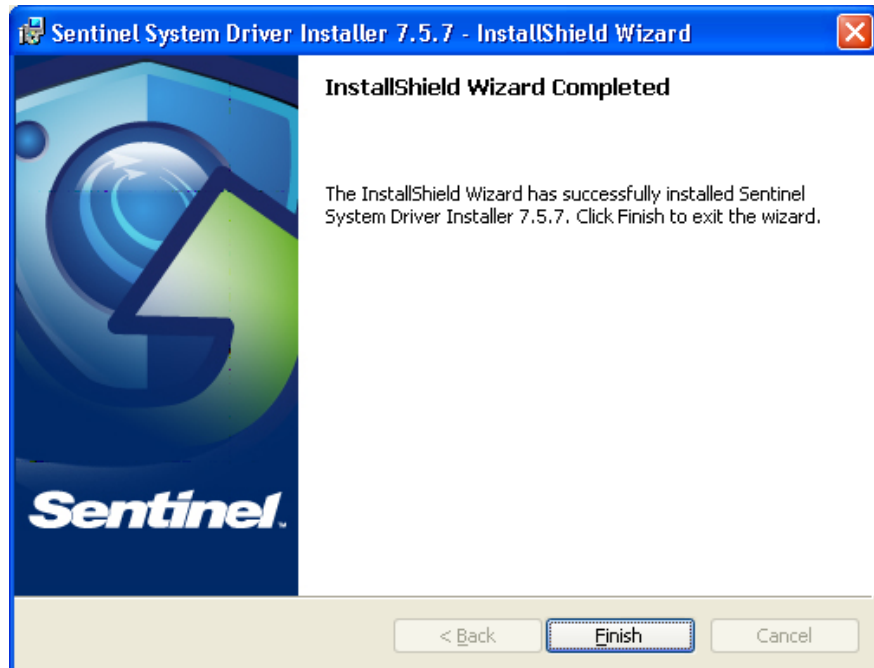 Sentinel System Driver Installer 7.5.7 - InstallShield Wizard
InstallShield Wizard Completed
The InstallShield Wizard has successfully installed Sentinel
System Driver Installer 7.5.7. Click Finish to exit the wizard.
Sentinel.
< Back
Finish
Cancel